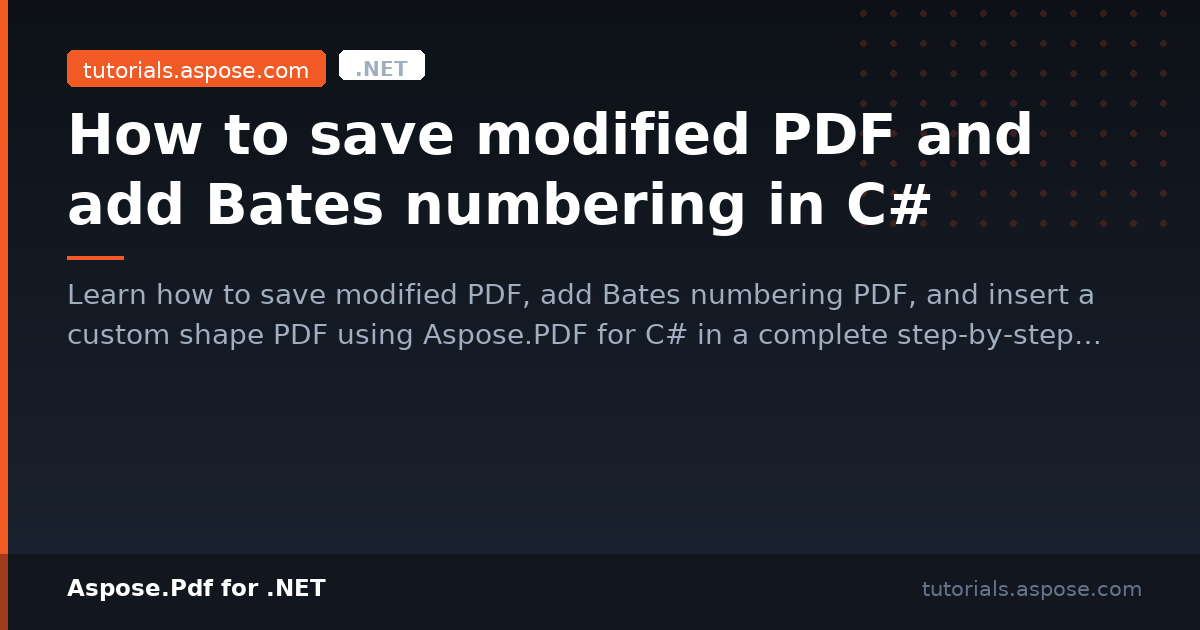 tutorials.aspose.com
.NET
How to save modified PDF and
add Bates numbering in C#
Learn how to save modified PDF, add Bates numbering PDF, and insert a
custom shape PDF using Aspose.PDF for C# in a complete step-by-step…
Aspose.Pdf for .NET
tutorials.aspose.com